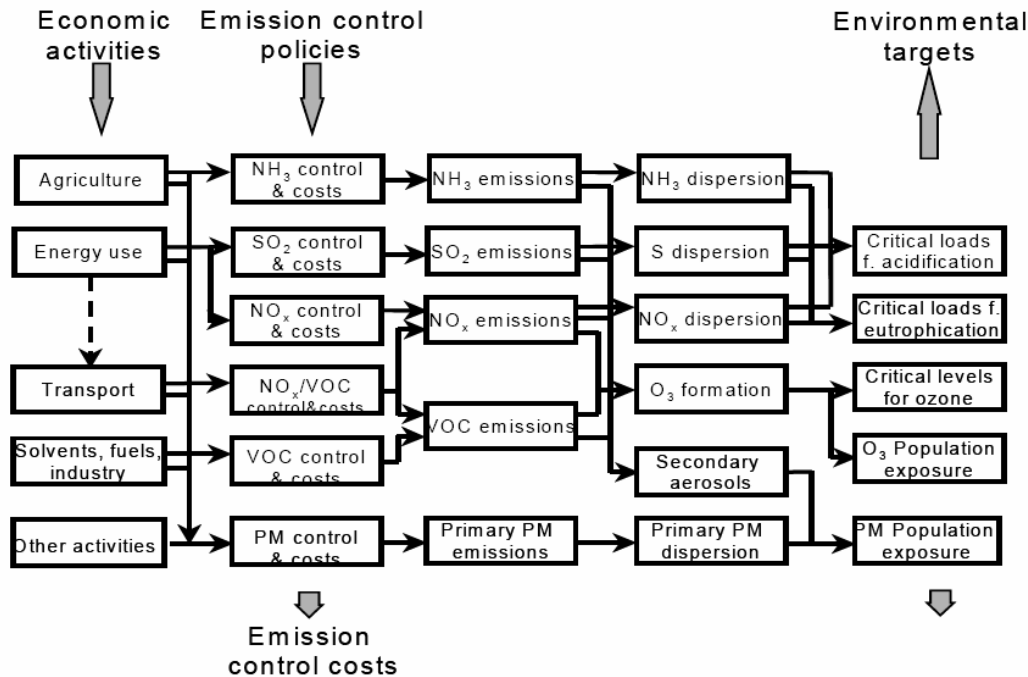 Economic
activities
Emission control
policies
Environmental
targets
Agriculture
NH₃ control
& costs
NH₃ emissions
NH₃ dispersion
Energy use
SO₂ control
& costs
SO₂ emissions
S dispersion
Critical loads
f. acidification
NOₓ control
& costs
NOₓ emissions
NOₓ dispersion
Critical loads f.
eutrophication
Transport
NOₓ/VOC
control&costs
O₃ formation
Critical levels
for ozone
VOC emissions
Solvents, fuels,
industry
VOC control
& costs
Secondary
aerosols
O₃ Population
exposure
Other activities
PM control
& costs
Primary PM
emissions
Primary PM
dispersion
PM Population
exposure
Emission
control costs